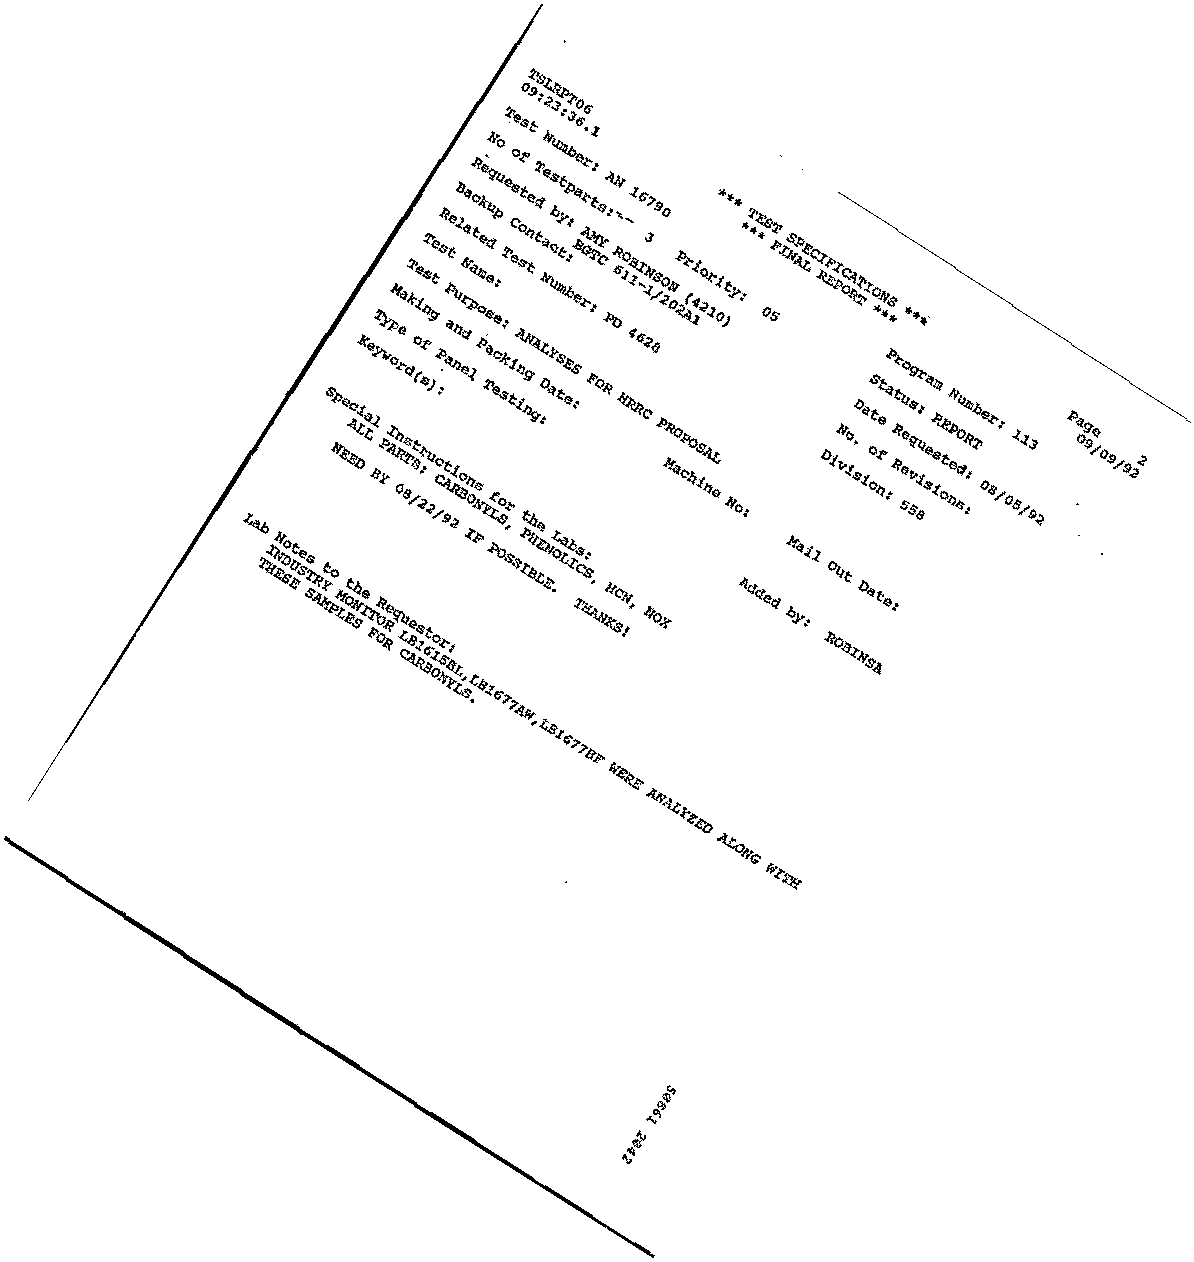 TSLRPT06 *** TEST SPECIFICATIONS *** Page 2
09:23:36.1 *** FINAL REPORT *** 09/09/92
Test Number: AN 16790 Program Number: 113
No of Testparts:-- 3 Priority: 05 Status: REPORT
Requested by: AMY ROBINSON (4210) Date Requested: 08/05/92
BGTC 611-1/202A1
Backup Contact: No. of Revisions:
Related Test Number: PD 4628 Division: 558
Test Name:
Test Purpose: ANALYSES FOR HRRC PROPOSAL
Making and Packing Date: Machine No: Mail Out Date:
Type of Panel Testing:
Keyword(s): Added by: ROBINSA
Special Instructions for the Labs:
ALL PARTS: CARBONYLS, PHENOLICS, HCN, NOX
NEED BY 08/22/92 IF POSSIBLE. THANKS!
Lab Notes to the Requestor:
INDUSTRY MONITOR LB1615BL,LB1677AW,LB1677BF WERE ANALYZED ALONG WITH
THESE SAMPLES FOR CARBONYLS.
50861 2042